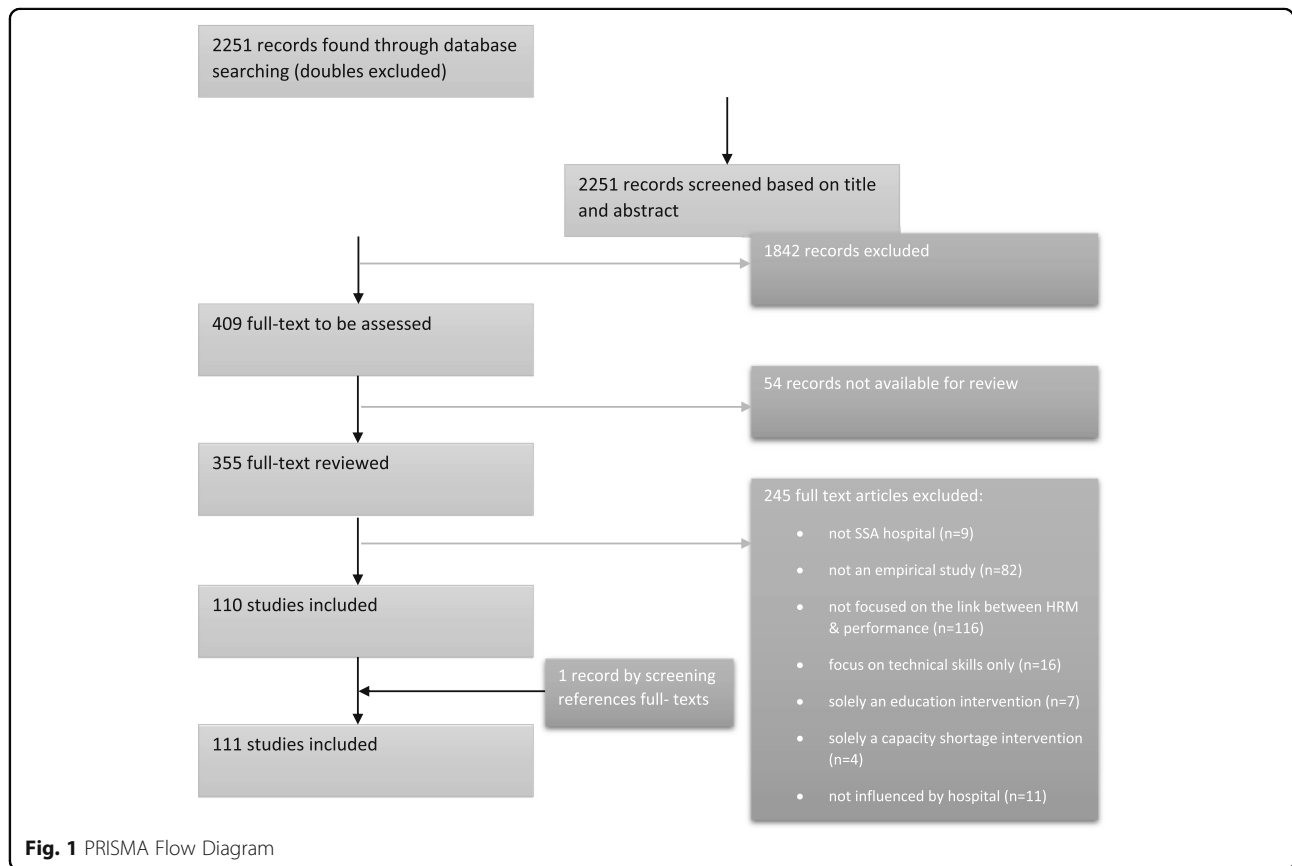 2251 records found through database
searching (doubles excluded)
2251 records screened based on title
and abstract
1842 records excluded
409 full-text to be assessed
54 records not available for review
355 full-text reviewed
245 full text articles excluded:
• not SSA hospital (n=9)
• not an empirical study (n=82)
• not focused on the link between HRM
& performance (n=116)
• focus on technical skills only (n=16)
• solely an education intervention (n=7)
• solely a capacity shortage intervention
(n=4)
• not influenced by hospital (n=11)
110 studies included
1 record by screening
references full- texts
111 studies included
Fig. 1 PRISMA Flow Diagram